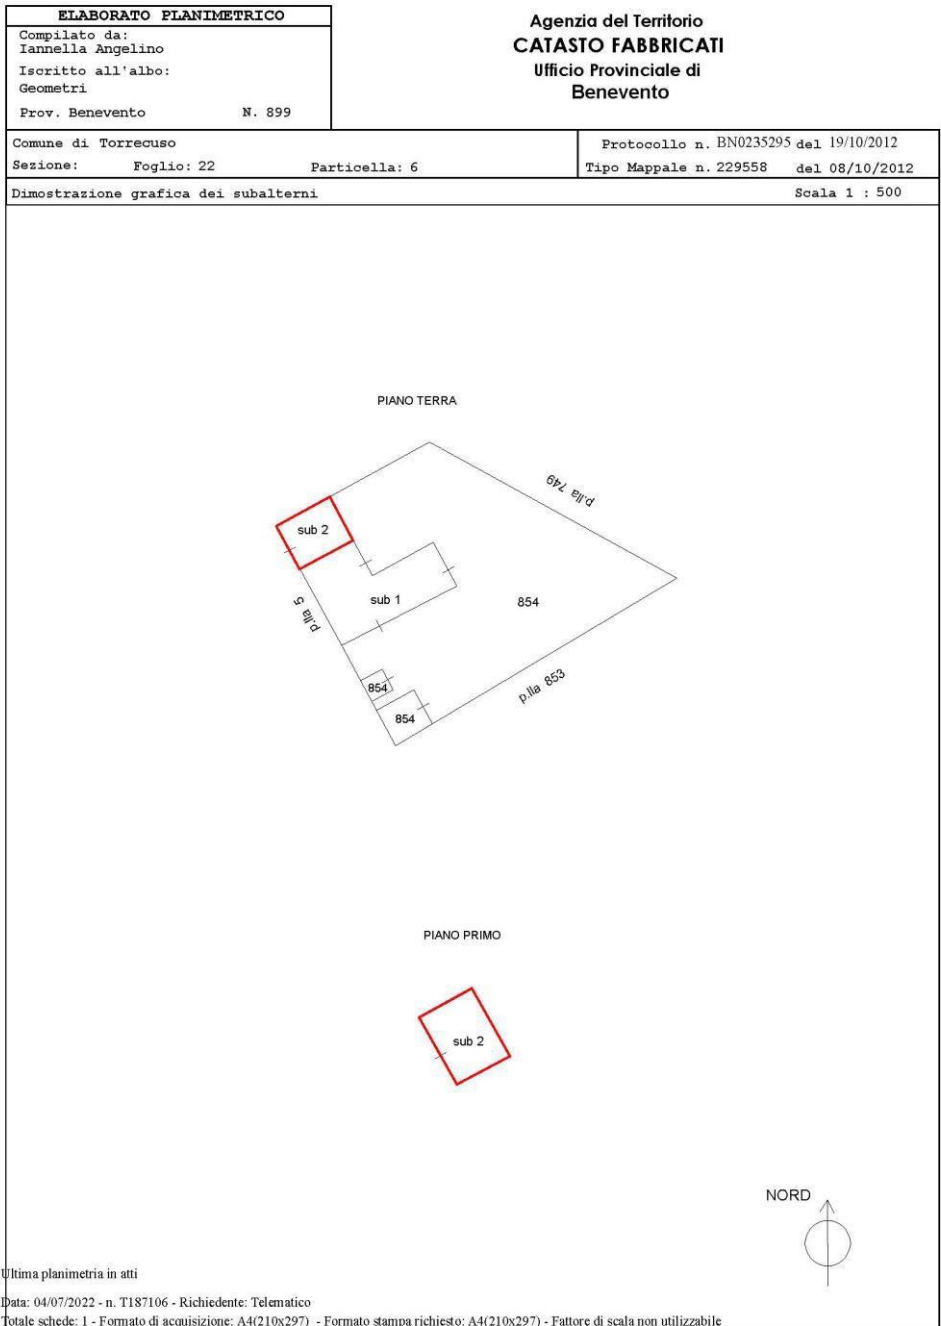 ELABORATO PLANIMETRICO
Compilato da:
Iannella Angelino
Iscritto all'albo:
Geometri
Prov. Benevento N. 899
Agenzia del Territorio
CATASTO FABBRICATI
Ufficio Provinciale di
Benevento
Comune di Torrecuso
Sezione: Foglio: 22 Particella: 6
Protocollo n. BN0235295 del 19/10/2012
Tipo Mappale n. 229558 del 08/10/2012
Dimostrazione grafica dei subalterni Scala 1 : 500
PIANO TERRA
p.lla 749
sub 2
sub 1
854
p.lla 5
854
p.lla 853
854
PIANO PRIMO
sub 2
NORD
Ultima planimetria in atti
Data: 04/07/2022 - n. T187106 - Richiedente: Telematico
Totale schede: 1 - Formato di acquisizione: A4(210x297) - Formato stampa richiesto: A4(210x297) - Fattore di scala non utilizzabile